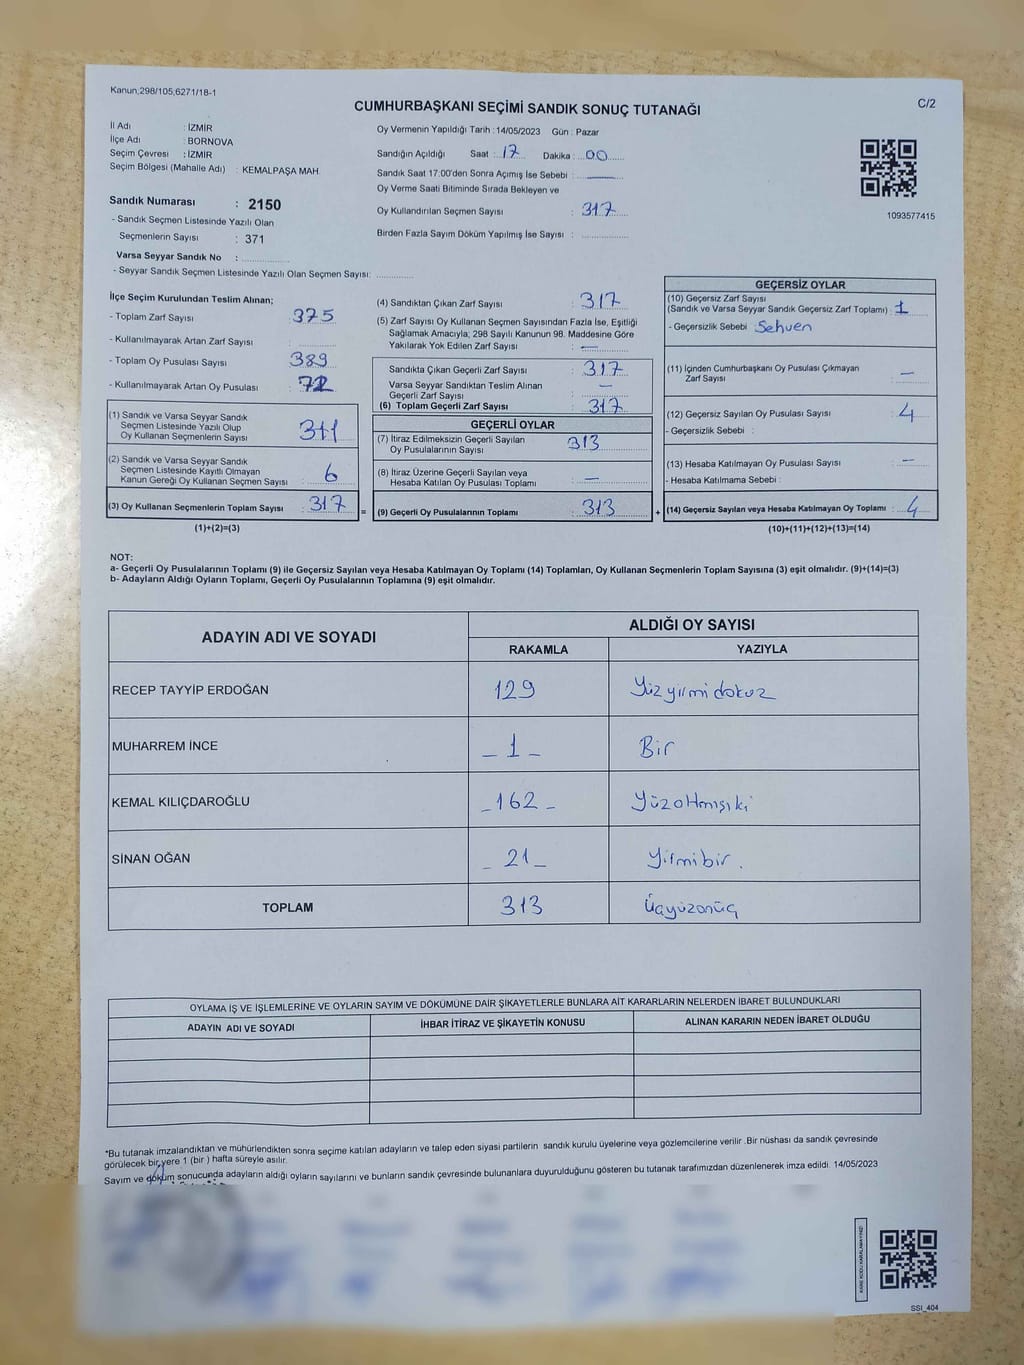 Kanun;298/105,6271/18-1
C/2
CUMHURBAŞKANI SEÇİMİ SANDIK SONUÇ TUTANAĞI
İl Adı : İZMİR
İlçe Adı : BORNOVA
Seçim Çevresi : İZMİR
Seçim Bölgesi (Mahalle Adı) : KEMALPAŞA MAH.
Sandık Numarası : 2150
- Sandık Seçmen Listesinde Yazılı Olan
Seçmenlerin Sayısı : 371
Varsa Seyyar Sandık No :
- Seyyar Sandık Seçmen Listesinde Yazılı Olan Seçmen Sayısı:
Oy Vermenin Yapıldığı Tarih : 14/05/2023 Gün : Pazar
Sandığın Açıldığı Saat : 17 Dakika : 00
Sandık Saat 17:00'den Sonra Açımış İse Sebebi :
Oy Verme Saati Bitiminde Sırada Bekleyen ve
Oy Kullandırılan Seçmen Sayısı : 317
Birden Fazla Sayım Döküm Yapılmış İse Sayısı :
1093577415
İlçe Seçim Kurulundan Teslim Alınan;
- Toplam Zarf Sayısı 375
- Kullanılmayarak Artan Zarf Sayısı :
- Toplam Oy Pusulası Sayısı 389
- Kullanılmayarak Artan Oy Pusulası : 72
(1) Sandık ve Varsa Seyyar Sandık
Seçmen Listesinde Yazılı Olup
Oy Kullanan Seçmenlerin Sayısı 311
(2) Sandık ve Varsa Seyyar Sandık
Seçmen Listesinde Kayıtlı Olmayan
Kanun Gereği Oy Kullanan Seçmen Sayısı : 6
(3) Oy Kullanan Seçmenlerin Toplam Sayısı : 317
(1)+(2)=(3)
(4) Sandıktan Çıkan Zarf Sayısı : 317
(5) Zarf Sayısı Oy Kullanan Seçmen Sayısından Fazla İse, Eşitliği
Sağlamak Amacıyla; 298 Sayılı Kanunun 98. Maddesine Göre
Yakılarak Yok Edilen Zarf Sayısı : —
Sandıkta Çıkan Geçerli Zarf Sayısı : 317
Varsa Seyyar Sandıktan Teslim Alınan
Geçerli Zarf Sayısı : —
(6) Toplam Geçerli Zarf Sayısı : 317
GEÇERLİ OYLAR
(7) İtiraz Edilmeksizin Geçerli Sayılan
Oy Pusulalarının Sayısı : 313
(8) İtiraz Üzerine Geçerli Sayılan veya
Hesaba Katılan Oy Pusulası Toplamı : —
= (9) Geçerli Oy Pusulalarının Toplamı : 313 +
GEÇERSİZ OYLAR
(10) Geçersiz Zarf Sayısı
(Sandık ve Varsa Seyyar Sandık Geçersiz Zarf Toplamı) : 1
- Geçersizlik Sebebi : Sehven
(11) İçinden Cumhurbaşkanı Oy Pusulası Çıkmayan
Zarf Sayısı : —
(12) Geçersiz Sayılan Oy Pusulası Sayısı : 4
- Geçersizlik Sebebi :
(13) Hesaba Katılmayan Oy Pusulası Sayısı : —
- Hesaba Katılmama Sebebi :
(14) Geçersiz Sayılan veya Hesaba Katılmayan Oy Toplamı : 4
(10)+(11)+(12)+(13)=(14)
NOT:
a- Geçerli Oy Pusulalarının Toplamı (9) ile Geçersiz Sayılan veya Hesaba Katılmayan Oy Toplamı (14) Toplamları, Oy Kullanan Seçmenlerin Toplam Sayısına (3) eşit olmalıdır. (9)+(14)=(3)
b- Adayların Aldığı Oyların Toplamı, Geçerli Oy Pusulalarının Toplamına (9) eşit olmalıdır.
ADAYIN ADI VE SOYADI
ALDIĞI OY SAYISI
RAKAMLA YAZIYLA
RECEP TAYYİP ERDOĞAN 129 Yüzyirmidokuz
MUHARREM İNCE – 1 – Bir
KEMAL KILIÇDAROĞLU – 162 – Yüzaltmışiki
SİNAN OĞAN – 21 – Yirmibir.
TOPLAM 313 Üçyüzonüç
OYLAMA İŞ VE İŞLEMLERİNE VE OYLARIN SAYIM VE DÖKÜMÜNE DAİR ŞİKAYETLERLE BUNLARA AİT KARARLARIN NELERDEN İBARET BULUNDUKLARI
ADAYIN ADI VE SOYADI İHBAR İTİRAZ VE ŞİKAYETİN KONUSU ALINAN KARARIN NEDEN İBARET OLDUĞU
*Bu tutanak imzalandıktan ve mühürlendikten sonra seçime katılan adayların ve talep eden siyasi partilerin sandık kurulu üyelerine veya gözlemcilerine verilir .Bir nüshası da sandık çevresinde
görülecek bir yere 1 (bir ) hafta süreyle asılır.
Sayım ve döküm sonucunda adayların aldığı oyların sayılarını ve bunların sandık çevresinde bulunanlara duyurulduğunu gösteren bu tutanak tarafımızdan düzenlenerek imza edildi. 14/05/2023
KARE KODU KARALAMAYINIZ!
SSI_404